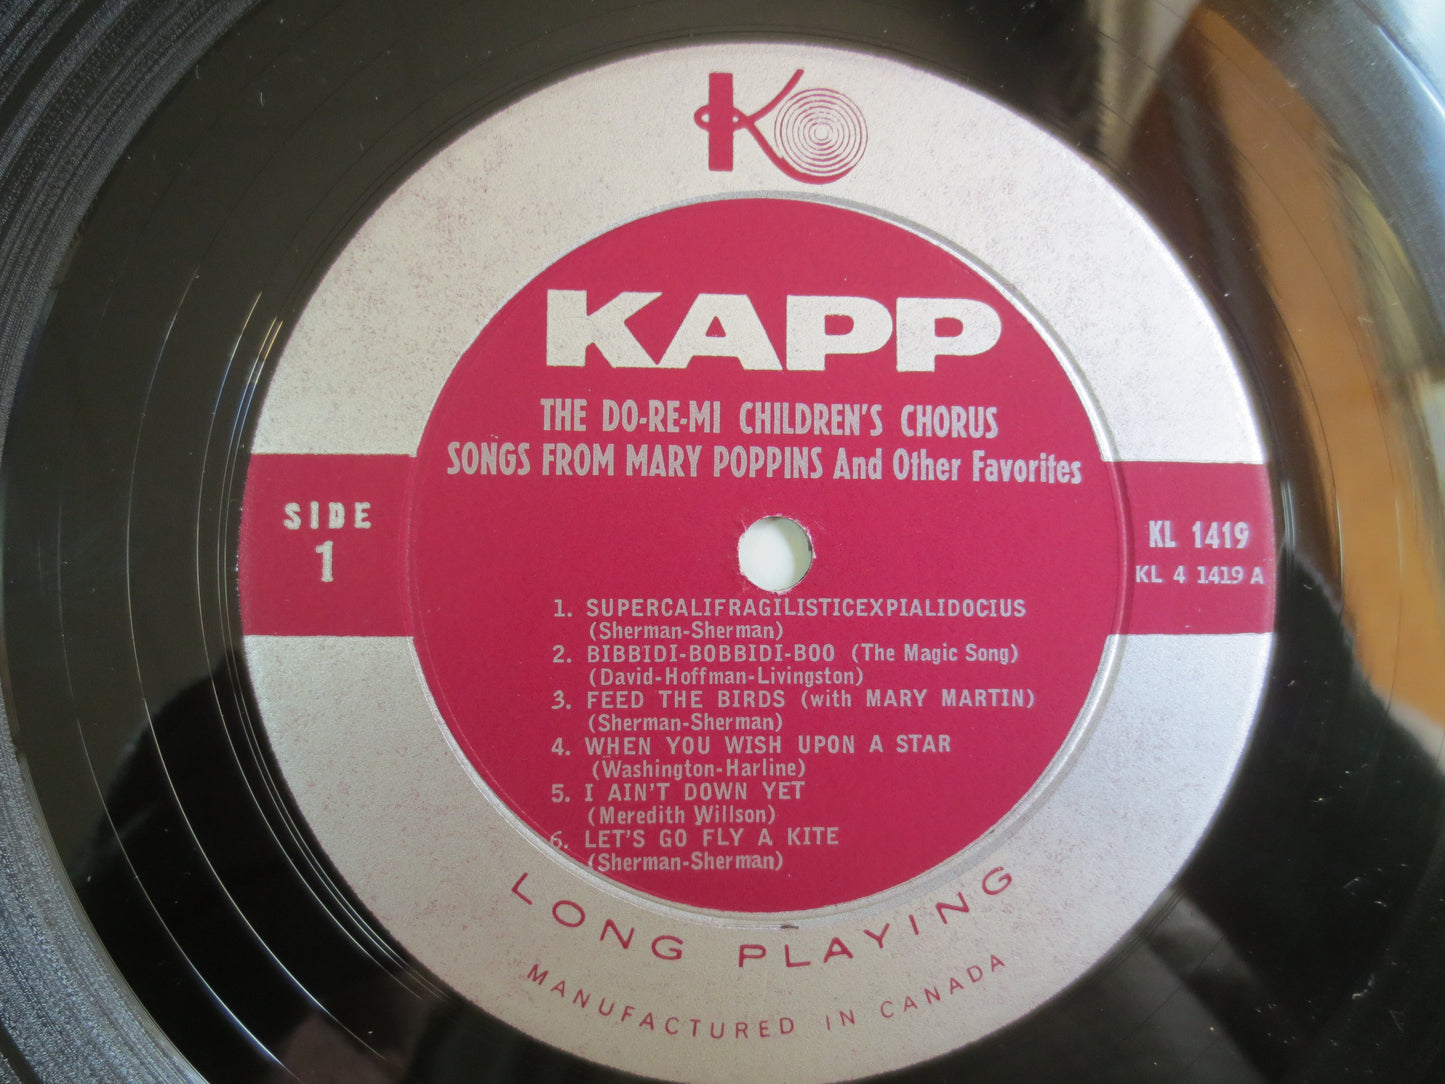 K
KAPP
THE DO-RE-MI CHILDREN'S CHORUS
SONGS FROM MARY POPPINS And Other Favorites
SIDE
1
KL 1419
KL 4 1419 A
1. SUPERCALIFRAGILISTICEXPIALIDOCIUS
(Sherman-Sherman)
2. BIBBIDI-BOBBIDI-BOO (The Magic Song)
(David-Hoffman-Livingston)
3. FEED THE BIRDS (with MARY MARTIN)
(Sherman-Sherman)
4. WHEN YOU WISH UPON A STAR
(Washington-Harline)
5. I AIN'T DOWN YET
(Meredith Willson)
6. LET'S GO FLY A KITE
(Sherman-Sherman)
LONG PLAYING
MANUFACTURED IN CANADA